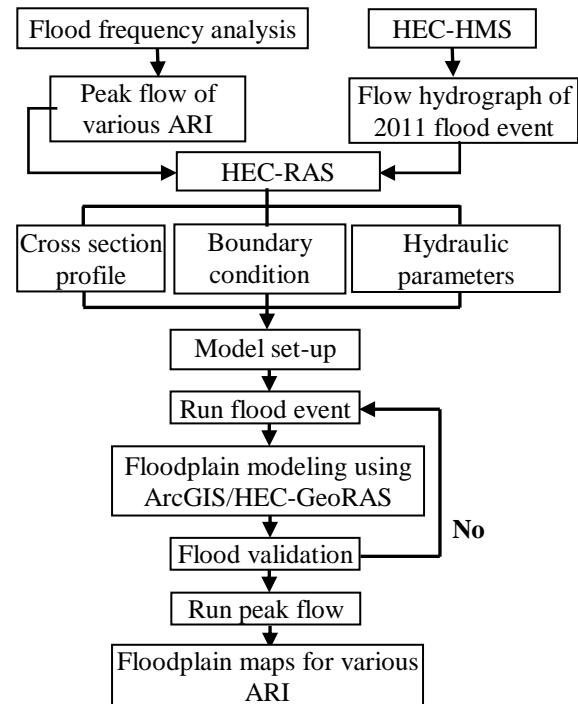 Flood frequency analysis
HEC-HMS
Peak flow of
various ARI
Flow hydrograph of
2011 flood event
HEC-RAS
Cross section
profile
Boundary
condition
Hydraulic
parameters
Model set-up
Run flood event
Floodplain modeling using
ArcGIS/HEC-GeoRAS
No
Flood validation
Run peak flow
Floodplain maps for various
ARI